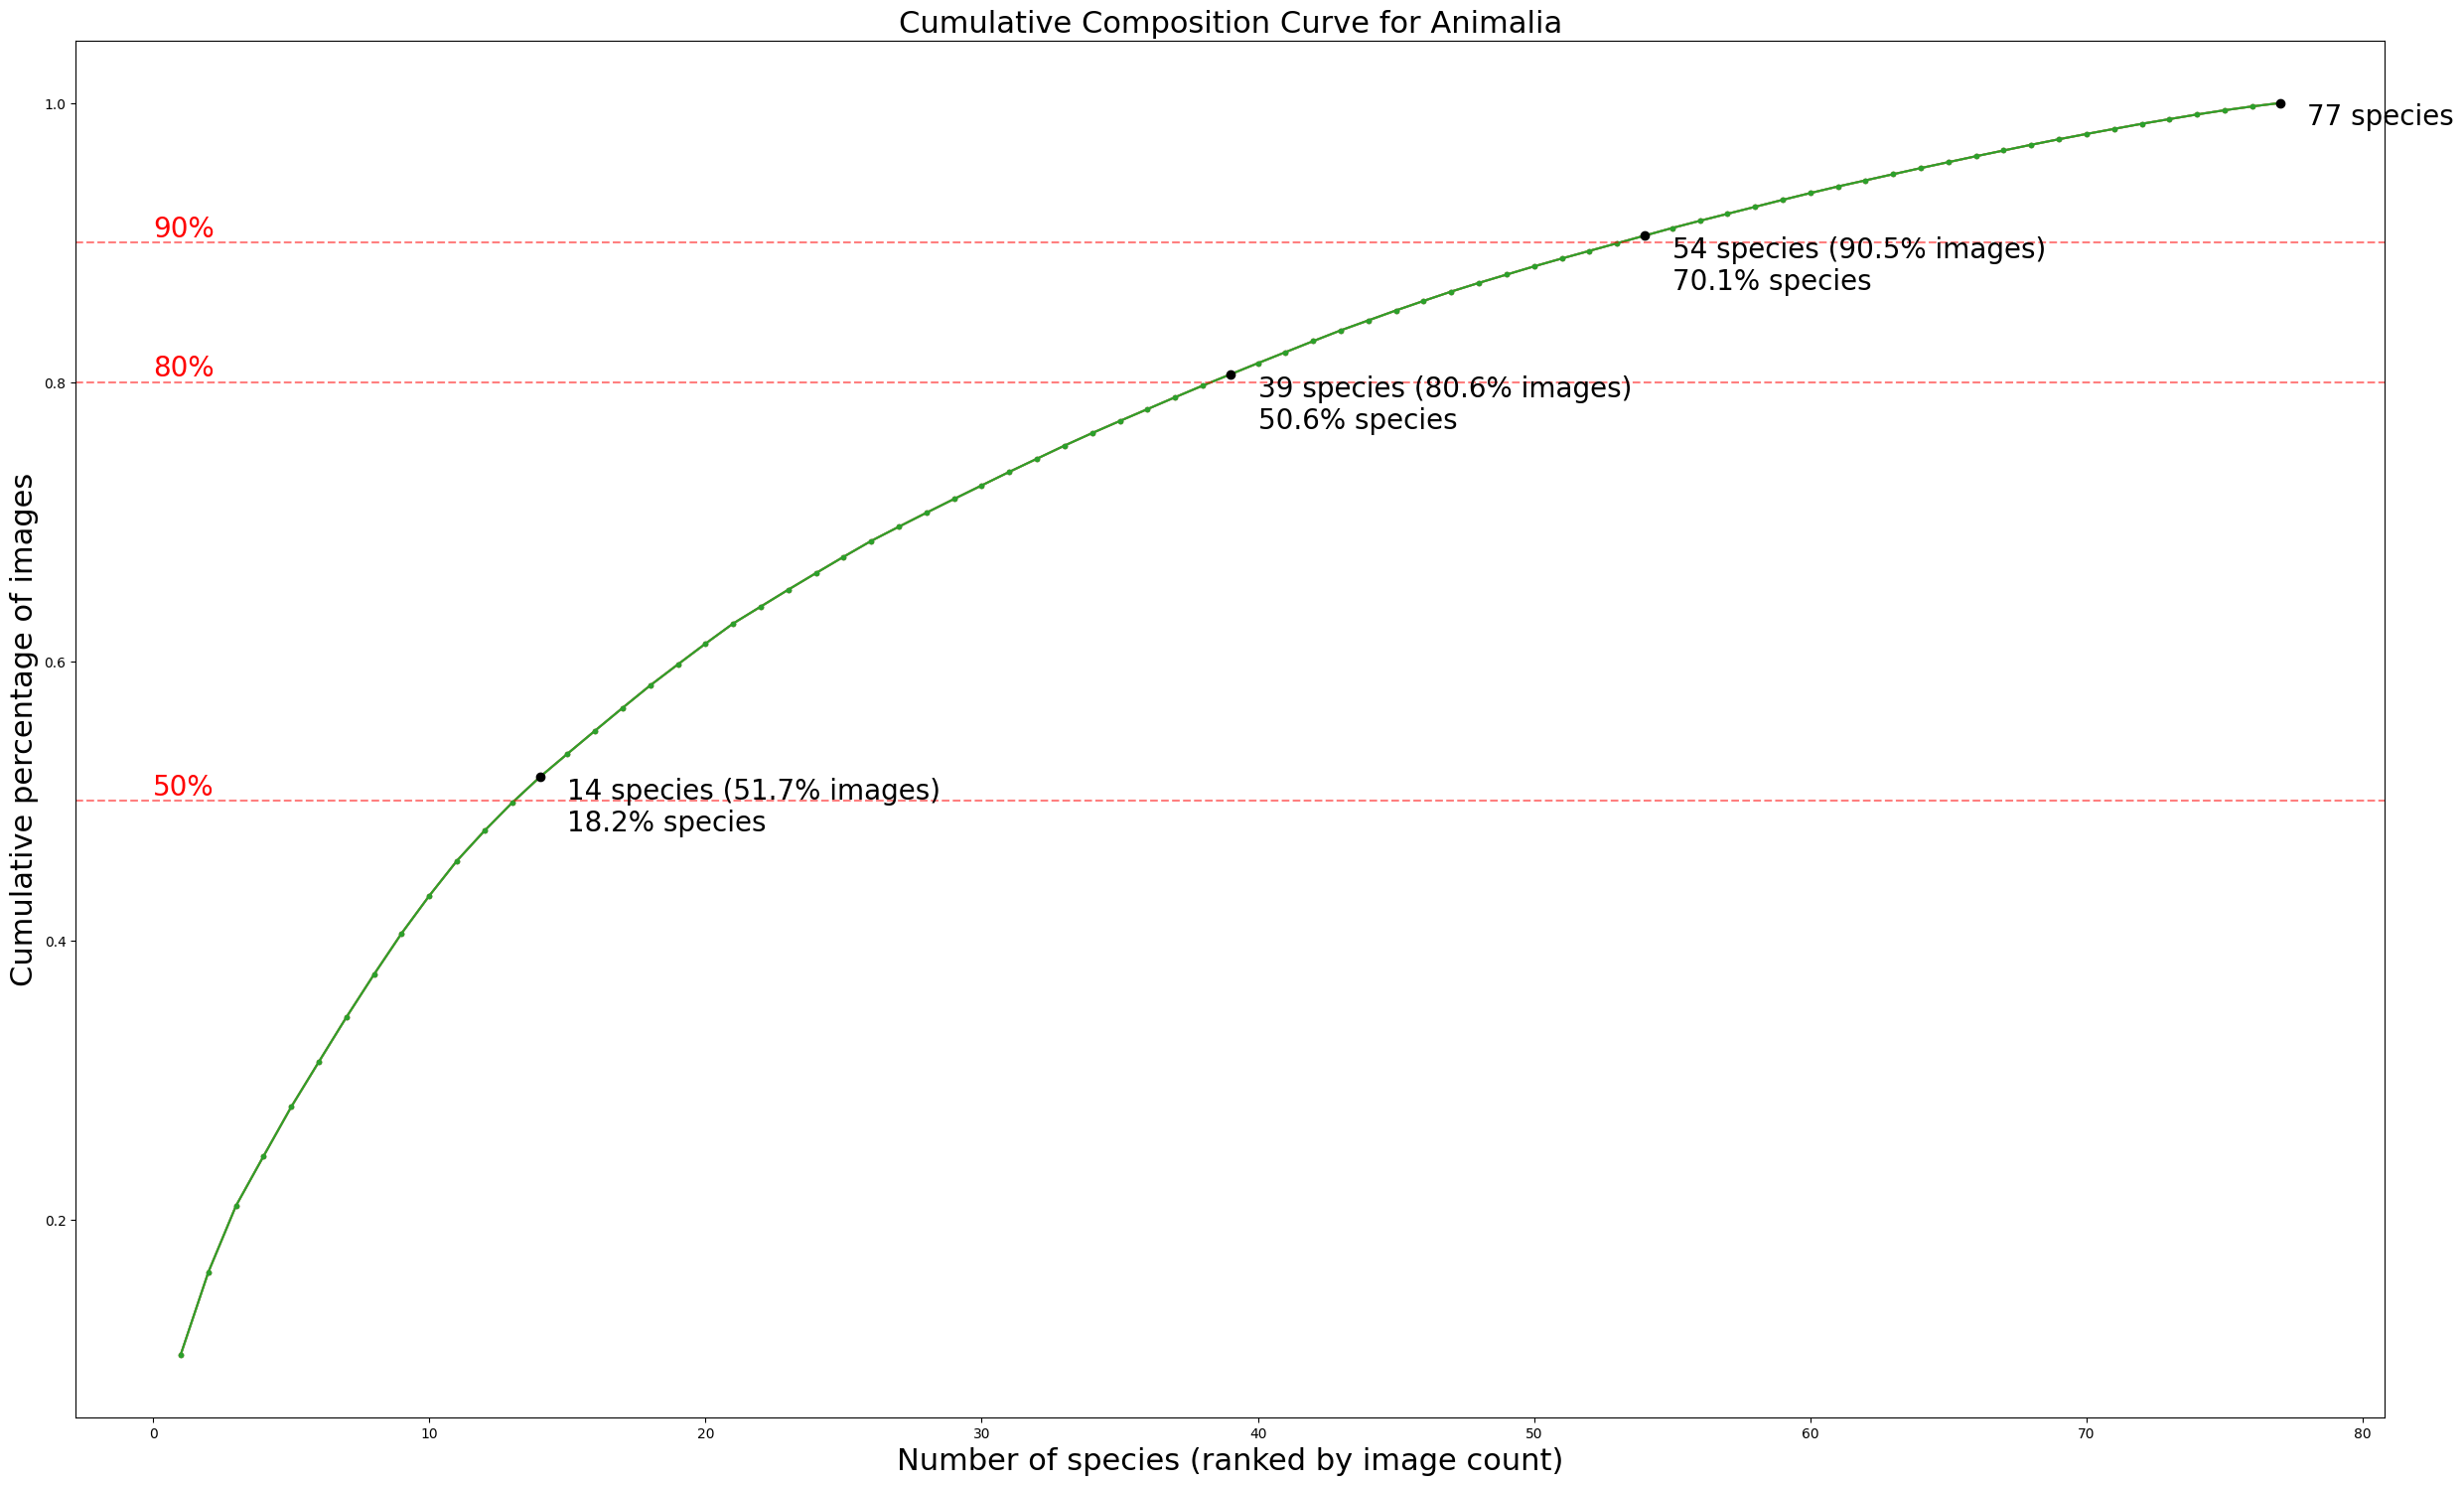 Cumulative Composition Curve for Animalia
1.0
77 species
90%
54 species (90.5% images)
70.1% species
80%
0.8
39 species (80.6% images)
50.6% species
Cumulative percentage of images
0.6
50%
14 species (51.7% images)
18.2% species
0.4
0.2
0 10 20 30 40 50 60 70 80
Number of species (ranked by image count)